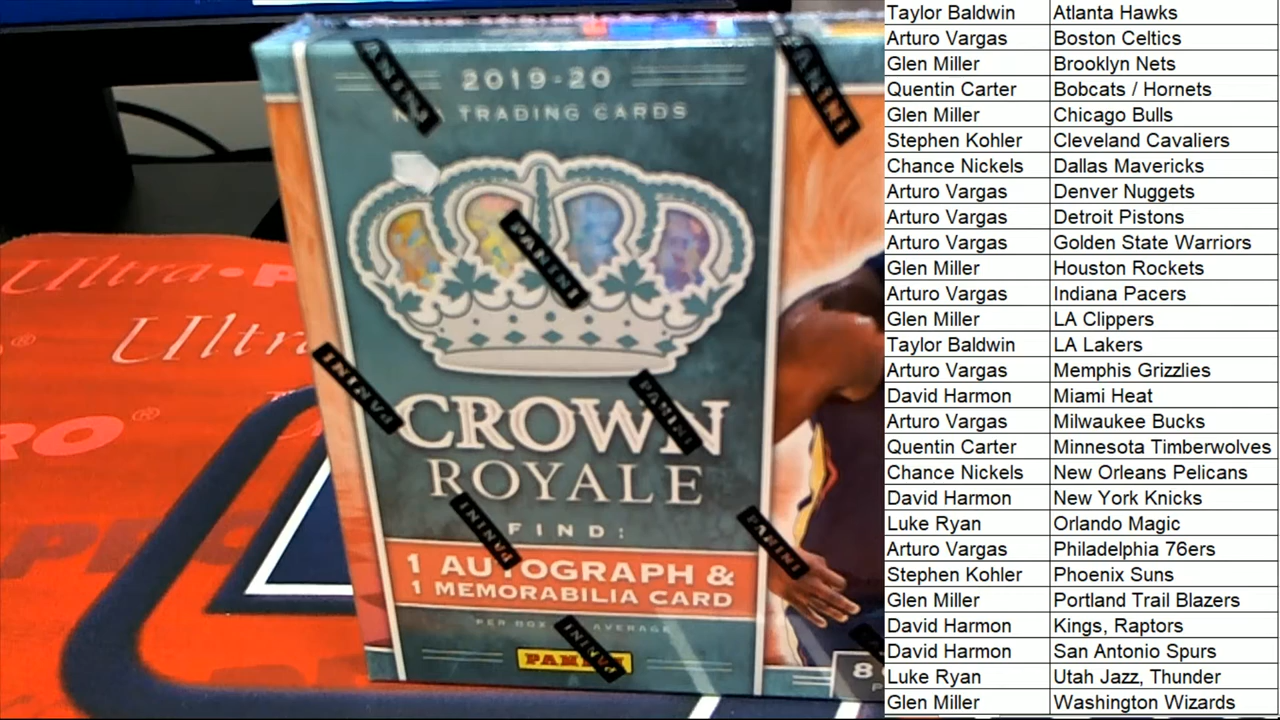 2019-20
TRADING CARDS
PANINI
PANINI
PANINI
PANINI
PANINI
CROWN
ROYALE
PANINI
PANINI
FIND:
1 AUTOGRAPH &
1 MEMORABILIA CARD
PER BOX AVERAGE
PANINI
PANINI
8
Ultra • P
Ultra
PRO
Taylor Baldwin Atlanta Hawks
Arturo Vargas Boston Celtics
Glen Miller Brooklyn Nets
Quentin Carter Bobcats / Hornets
Glen Miller Chicago Bulls
Stephen Kohler Cleveland Cavaliers
Chance Nickels Dallas Mavericks
Arturo Vargas Denver Nuggets
Arturo Vargas Detroit Pistons
Arturo Vargas Golden State Warriors
Glen Miller Houston Rockets
Arturo Vargas Indiana Pacers
Glen Miller LA Clippers
Taylor Baldwin LA Lakers
Arturo Vargas Memphis Grizzlies
David Harmon Miami Heat
Arturo Vargas Milwaukee Bucks
Quentin Carter Minnesota Timberwolves
Chance Nickels New Orleans Pelicans
David Harmon New York Knicks
Luke Ryan Orlando Magic
Arturo Vargas Philadelphia 76ers
Stephen Kohler Phoenix Suns
Glen Miller Portland Trail Blazers
David Harmon Kings, Raptors
David Harmon San Antonio Spurs
Luke Ryan Utah Jazz, Thunder
Glen Miller Washington Wizards